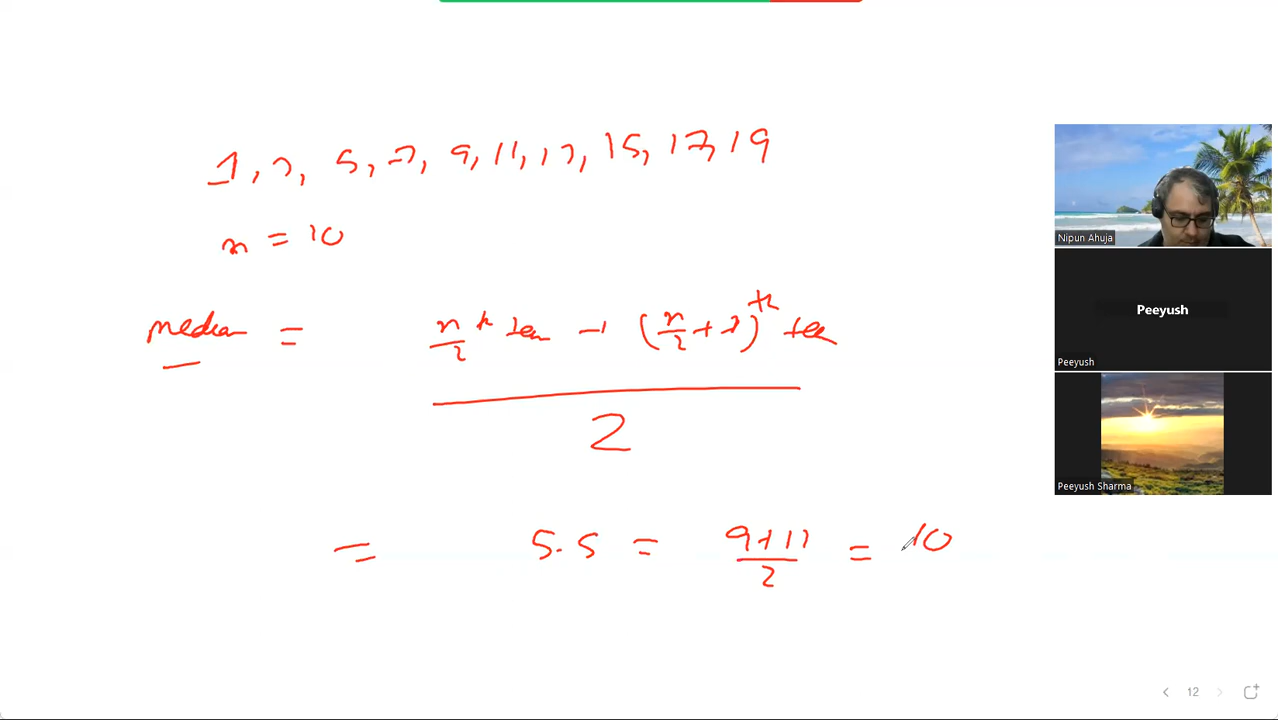 1, 3, 5, 7, 9, 11, 13, 15, 17, 19
n = 10
median = n/2 th term + (n/2 + 1)th term
2
= 5.5 = 9+11/2 = 10
Nipun Ahuja
Peeyush
Peeyush
Peeyush Sharma
12